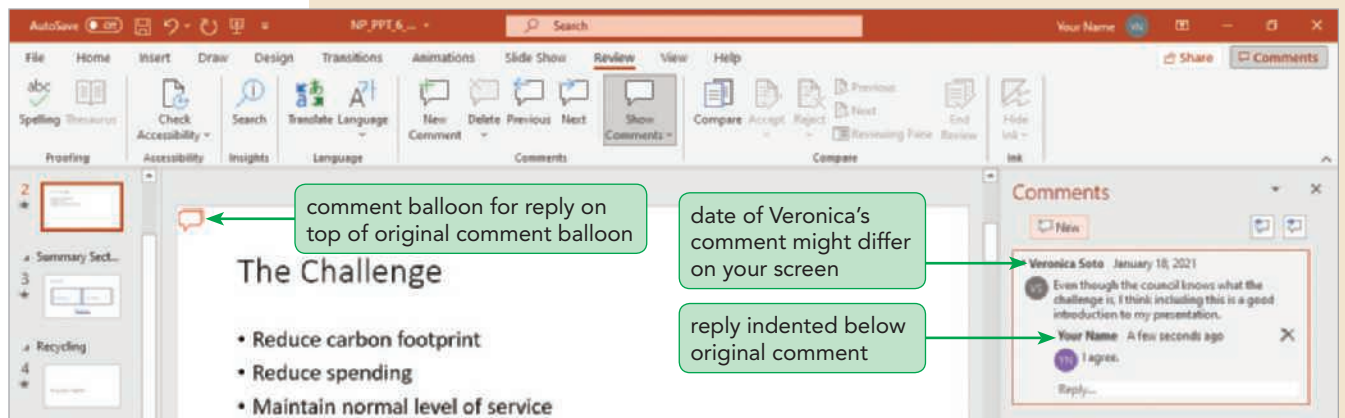 AutoSave Off NP_PPT_6_... Search Your Name YN
File Home Insert Draw Design Transitions Animations Slide Show Review View Help Share Comments
abc
Spelling Thesaurus Check Search Translate Language New Delete Previous Next Show Compare Accept Reject Previous End Hide
Accessibility Comment Comments Next Review Ink
Reviewing Pane
Proofing Accessibility Insights Language Comments Compare Ink
2
Summary Sect...
3
Recycling
4
comment balloon for reply on
top of original comment balloon
The Challenge
• Reduce carbon footprint
• Reduce spending
• Maintain normal level of service
date of Veronica's
comment might differ
on your screen
reply indented below
original comment
Comments
New
Veronica Soto January 18, 2021
VS Even though the council knows what the
challenge is, I think including this is a good
introduction to my presentation.
Your Name A few seconds ago
YN I agree.
Reply...